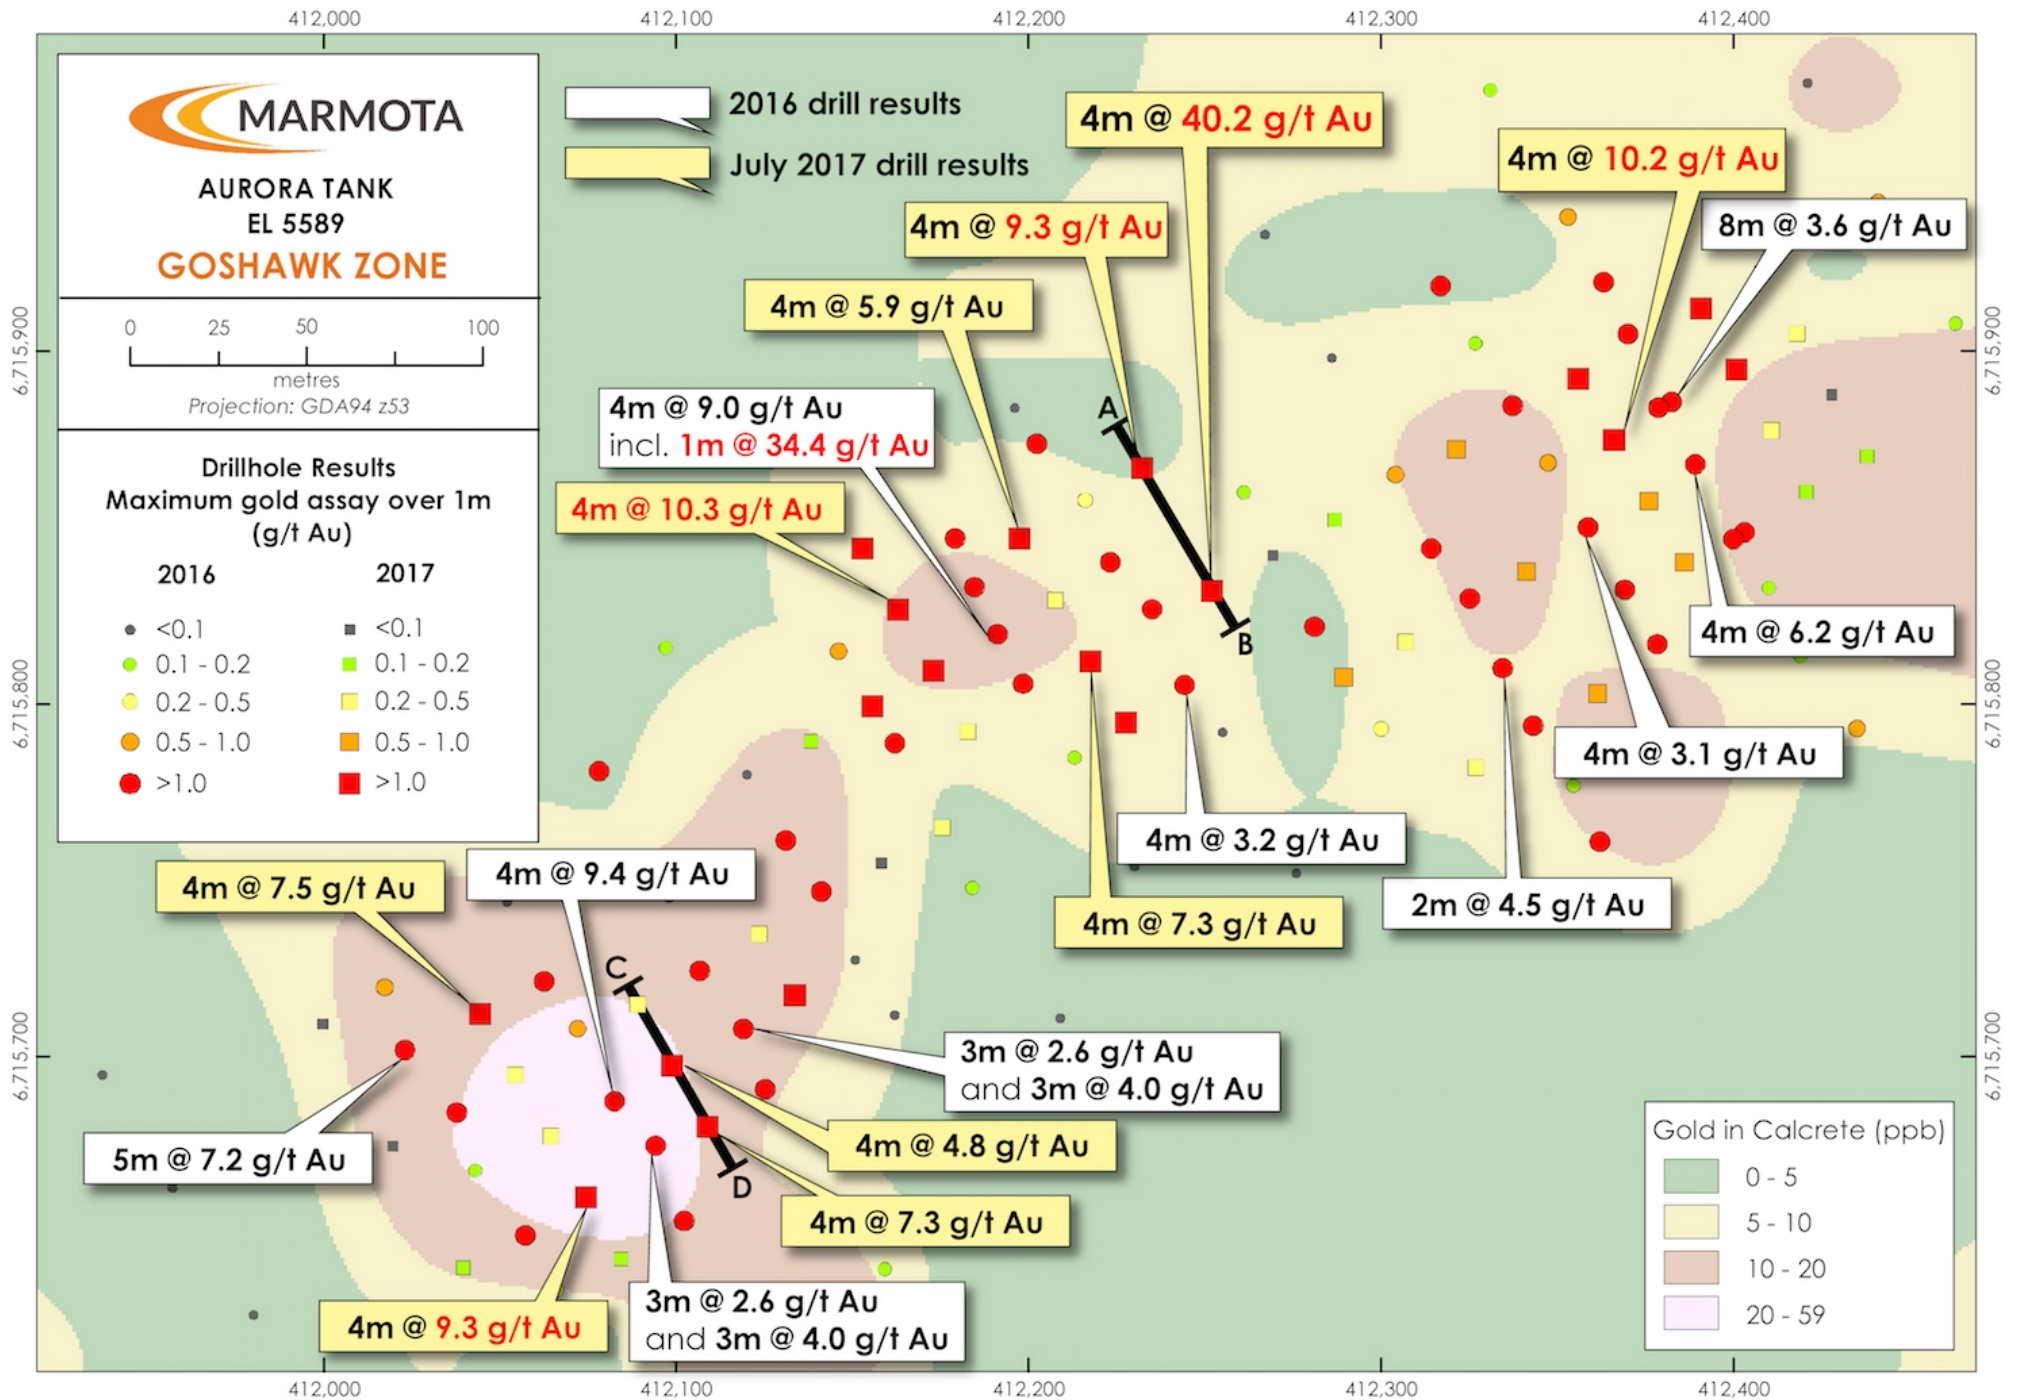 412,000
412,100
412,200
412,300
412,400
MARMOTA
AURORA TANK
EL 5589
GOSHAWK ZONE
0 25 50 100
metres
Projection: GDA94 z53
Drillhole Results
Maximum gold assay over 1m
(g/t Au)
2016 2017
<0.1 <0.1
0.1 - 0.2 0.1 - 0.2
0.2 - 0.5 0.2 - 0.5
0.5 - 1.0 0.5 - 1.0
>1.0 >1.0
2016 drill results
July 2017 drill results
4m @ 40.2 g/t Au
4m @ 10.2 g/t Au
4m @ 9.3 g/t Au
8m @ 3.6 g/t Au
4m @ 5.9 g/t Au
6,715,900
6,715,900
4m @ 9.0 g/t Au
incl. 1m @ 34.4 g/t Au
A
4m @ 10.3 g/t Au
B
4m @ 6.2 g/t Au
6,715,800
6,715,800
4m @ 3.1 g/t Au
4m @ 3.2 g/t Au
4m @ 7.5 g/t Au
4m @ 9.4 g/t Au
4m @ 7.3 g/t Au
2m @ 4.5 g/t Au
C
6,715,700
6,715,700
3m @ 2.6 g/t Au
and 3m @ 4.0 g/t Au
5m @ 7.2 g/t Au
4m @ 4.8 g/t Au
D
4m @ 7.3 g/t Au
4m @ 9.3 g/t Au
3m @ 2.6 g/t Au
and 3m @ 4.0 g/t Au
Gold in Calcrete (ppb)
0 - 5
5 - 10
10 - 20
20 - 59
412,000
412,100
412,200
412,300
412,400